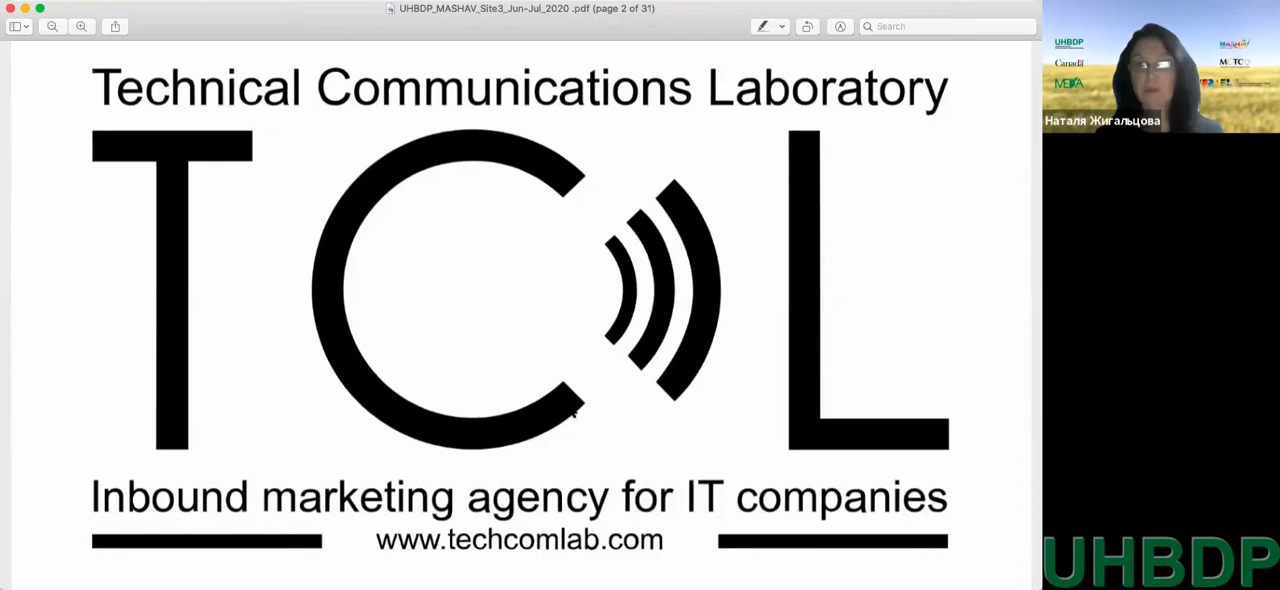 UHBDP_MASHAV_Site3_Jun-Jul_2020 .pdf (page 2 of 31)
Search
Technical Communications Laboratory
TCL
Inbound marketing agency for IT companies
www.techcomlab.com
UHBDP
MASHAV
Canada
MEDA
Наталя Жигальцова
UHBDP